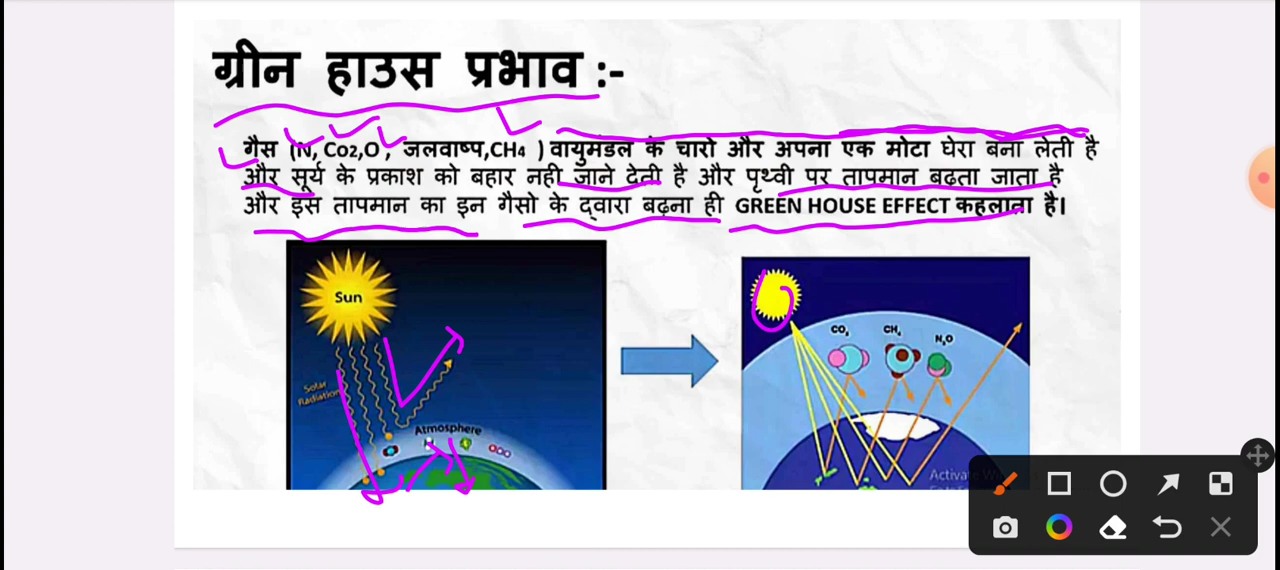 ग्रीन हाउस प्रभाव :-
गैस (N, Co2,O , जलवाष्प,CH4 ) वायुमंडल के चारो और अपना एक मोटा घेरा बना लेती है
और सूर्य के प्रकाश को बहार नही जाने देती है और पृथ्वी पर तापमान बढ़ता जाता है
और इस तापमान का इन गैसो के द्वारा बढ़ना ही GREEN HOUSE EFFECT कहलाता है।
Sun
Solar
Radiation
Atmosphere
CO2
CH4
N2O